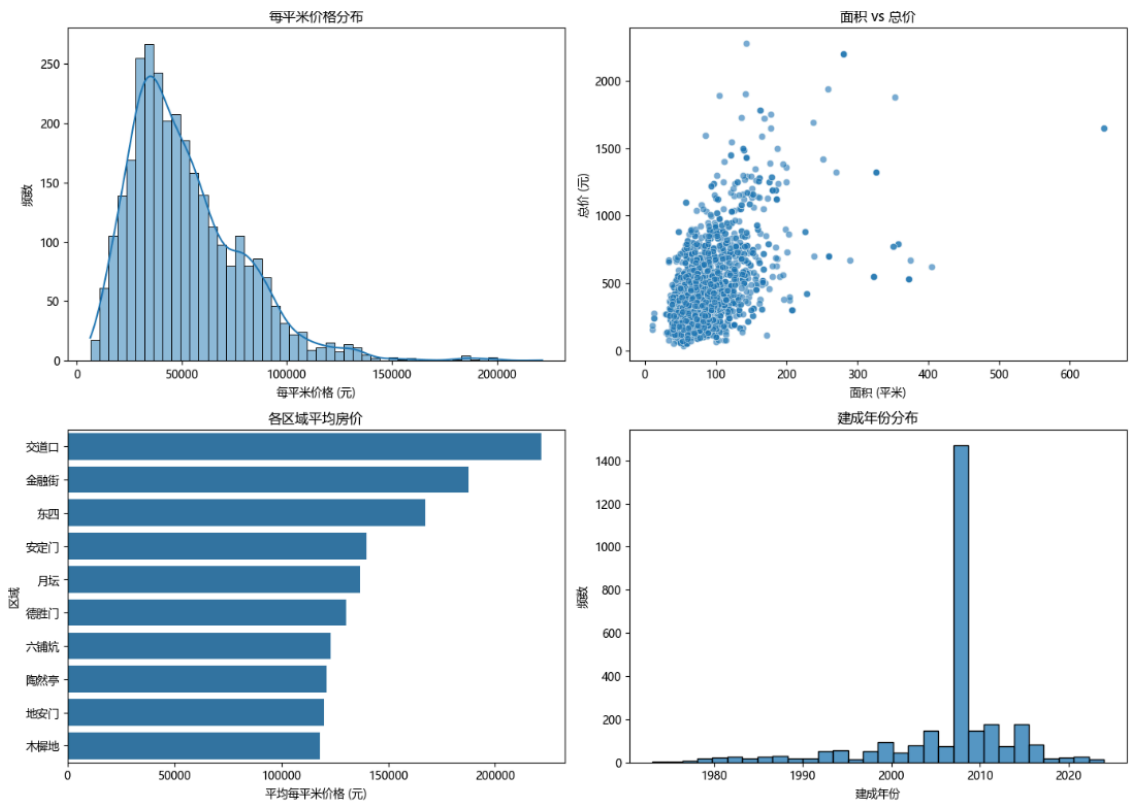 每平米价格分布
250
200
150
100
50
0
频数
0 50000 100000 150000 200000
每平米价格 (元)
面积 vs 总价
2000
1500
1000
500
0
总价 (元)
0 100 200 300 400 500 600
面积 (平米)
各区域平均房价
交道口
金融街
东四
安定门
月坛
德胜门
六铺炕
陶然亭
地安门
木樨地
区域
0 50000 100000 150000 200000
平均每平米价格 (元)
建成年份分布
1400
1200
1000
800
600
400
200
0
频数
1980 1990 2000 2010 2020
建成年份